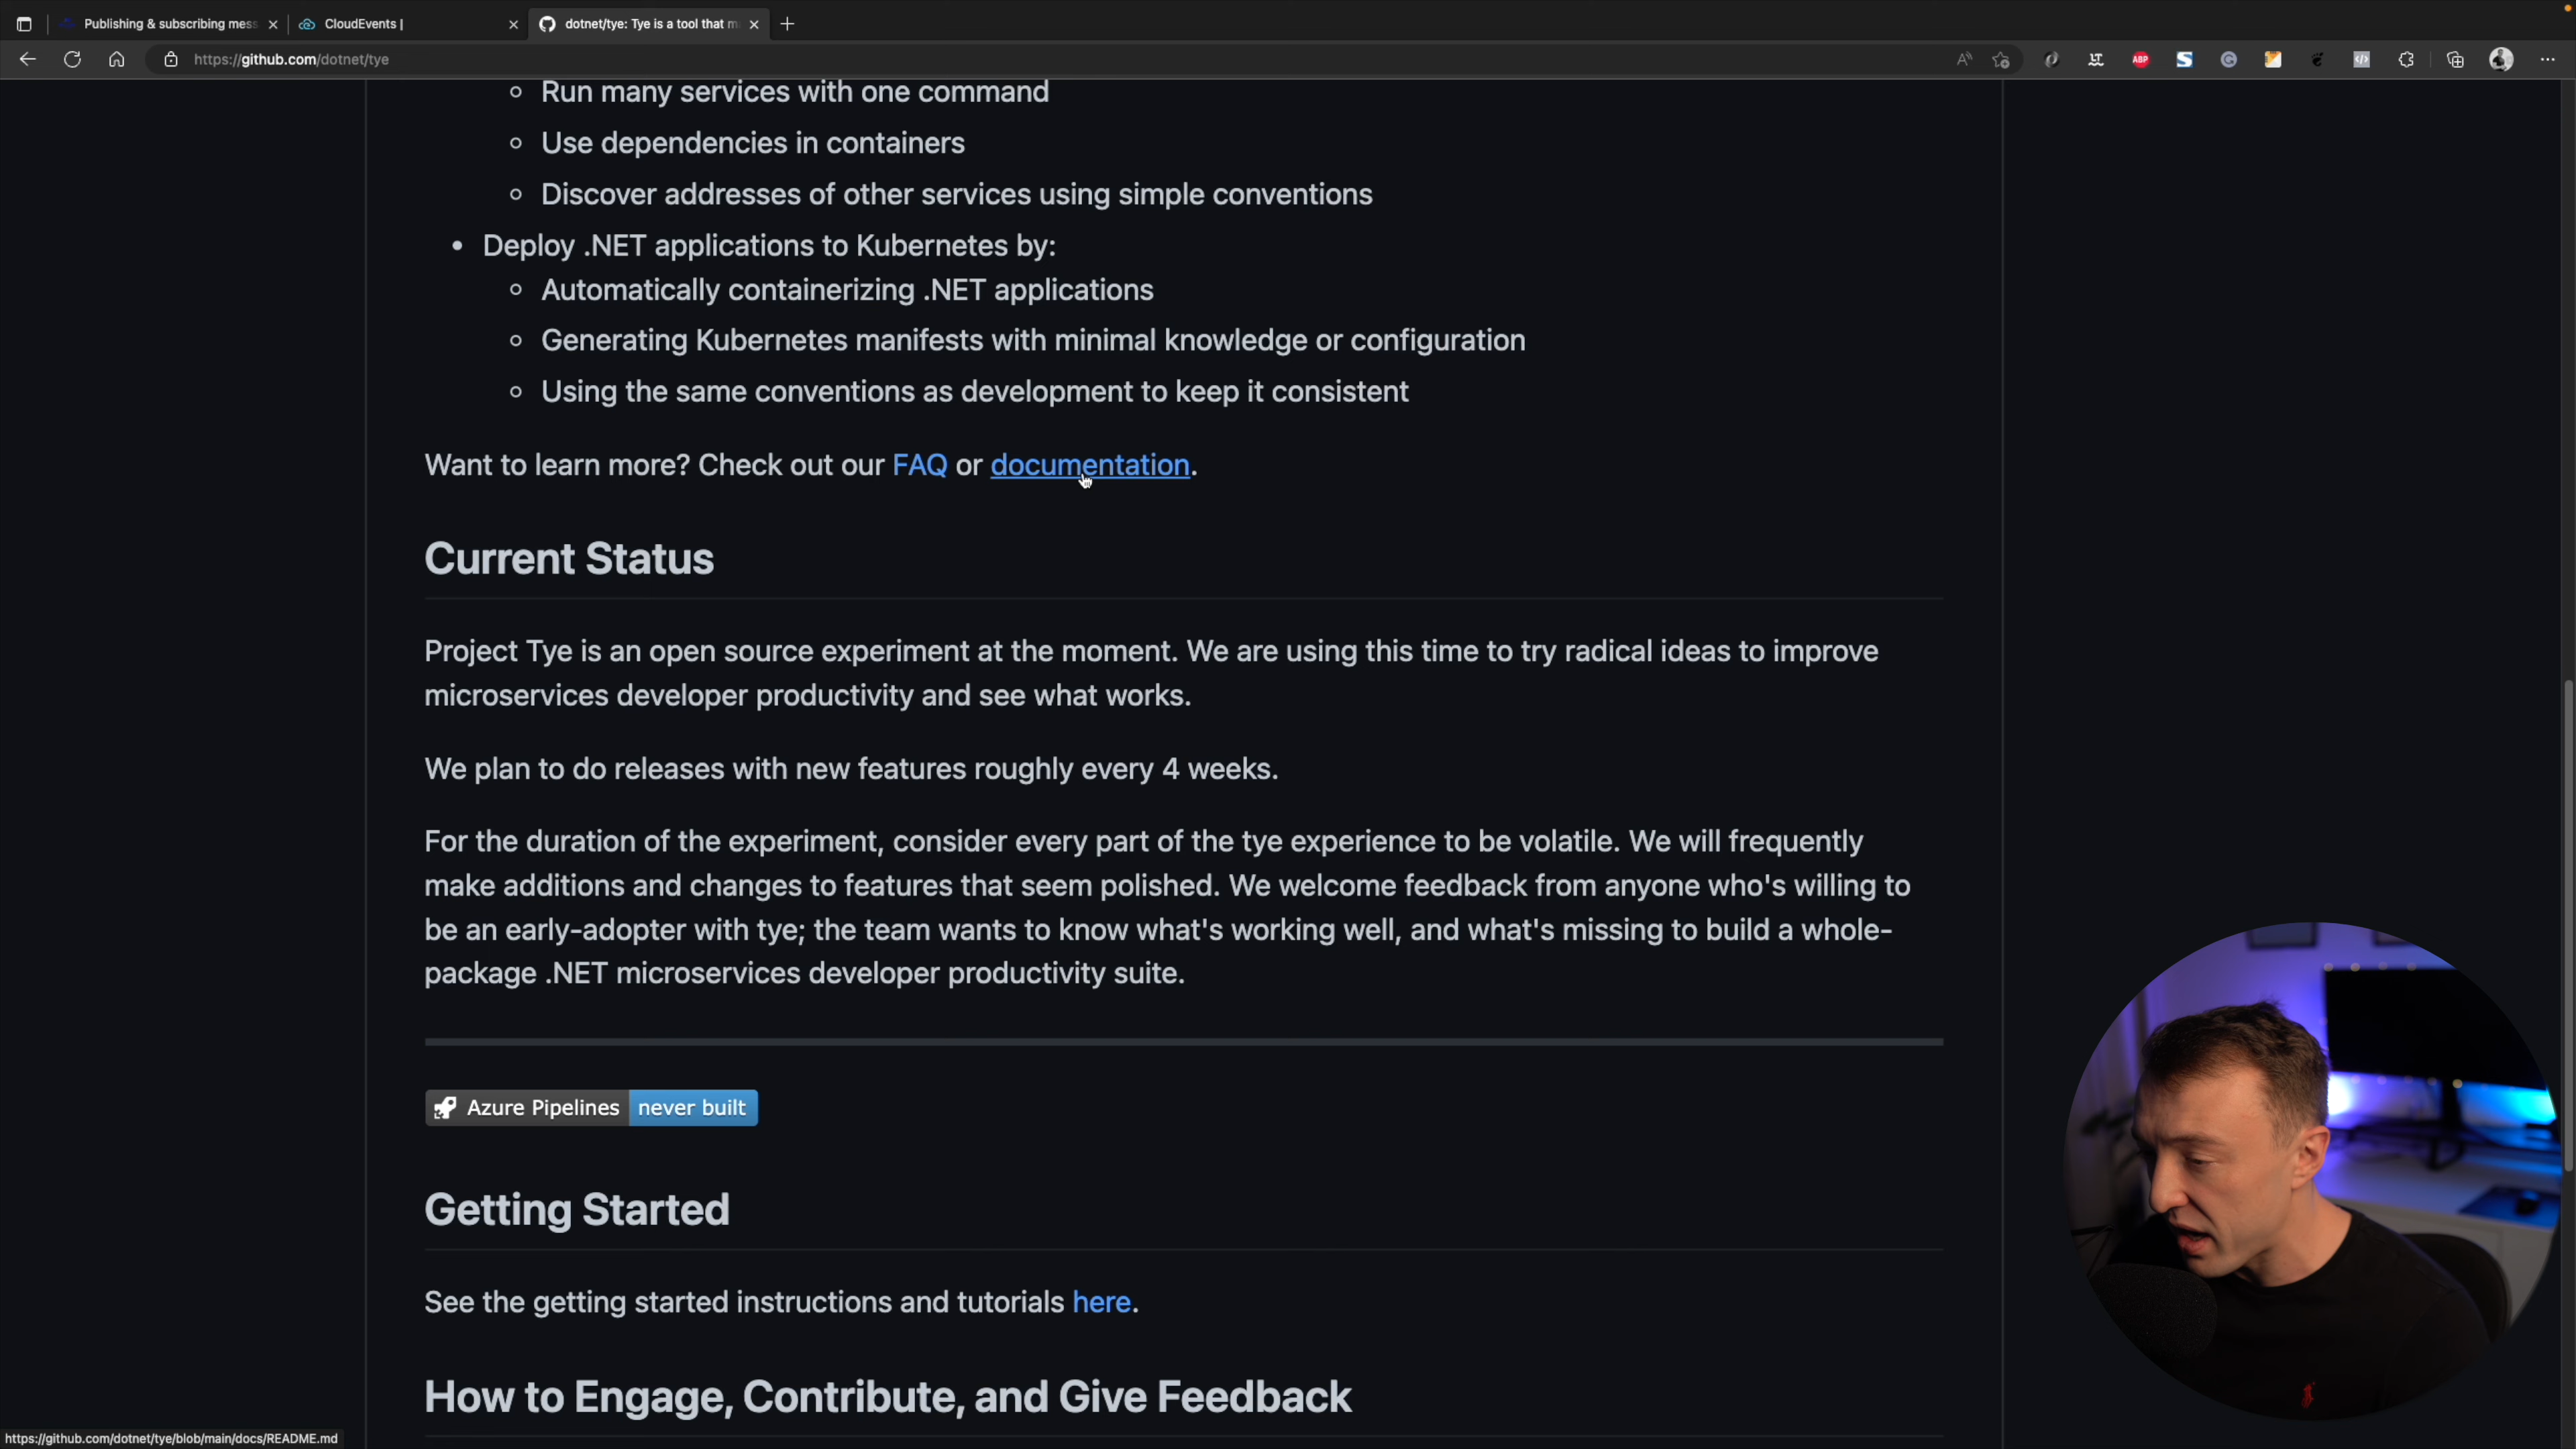 Publishing & subscribing mess
CloudEvents |
dotnet/tye: Tye is a tool that m
https://github.com/dotnet/tye
ABP
Run many services with one command
Use dependencies in containers
Discover addresses of other services using simple conventions
Deploy .NET applications to Kubernetes by:
Automatically containerizing .NET applications
Generating Kubernetes manifests with minimal knowledge or configuration
Using the same conventions as development to keep it consistent
Want to learn more? Check out our FAQ or documentation.
Current Status
Project Tye is an open source experiment at the moment. We are using this time to try radical ideas to improve
microservices developer productivity and see what works.
We plan to do releases with new features roughly every 4 weeks.
For the duration of the experiment, consider every part of the tye experience to be volatile. We will frequently
make additions and changes to features that seem polished. We welcome feedback from anyone who's willing to
be an early-adopter with tye; the team wants to know what's working well, and what's missing to build a whole-
package .NET microservices developer productivity suite.
Azure Pipelines never built
Getting Started
See the getting started instructions and tutorials here.
How to Engage, Contribute, and Give Feedback
https://github.com/dotnet/tye/blob/main/docs/README.md